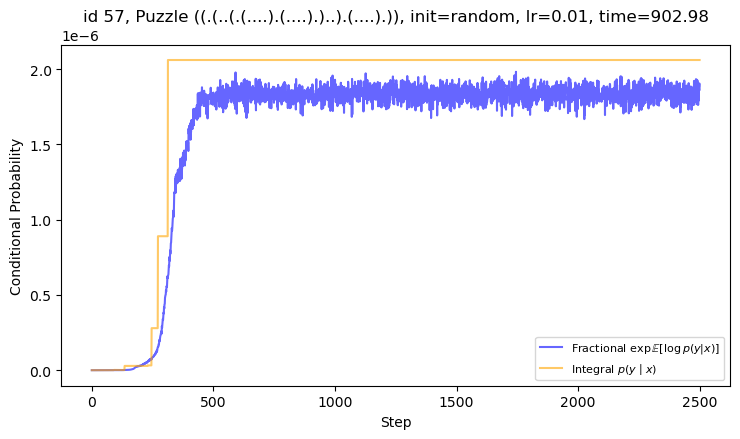 id 57, Puzzle ((.(..(.(....).(....).)..).(....).)), init=random, lr=0.01, time=902.98
1e−6
2.0
1.5
1.0
0.5
0.0
Conditional Probability
0 500 1000 1500 2000 2500
Step
Fractional exp𝔼[log p(y|x)]
Integral p(y | x)